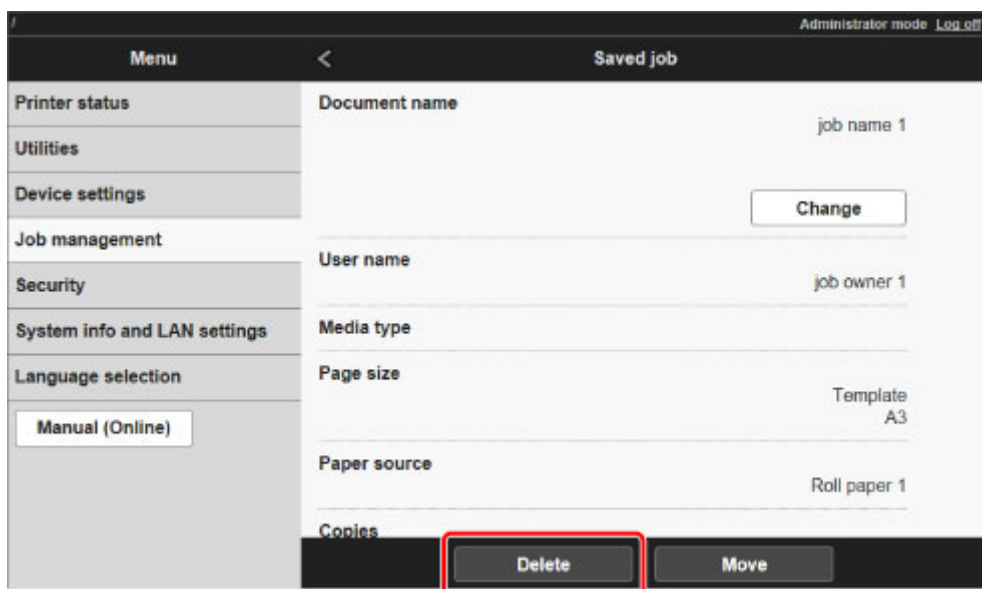 /
Administrator mode Log off
Menu
<
Saved job
Printer status
Utilities
Device settings
Job management
Security
System info and LAN settings
Language selection
Manual (Online)
Document name
job name 1
Change
User name
job owner 1
Media type
Page size
Template
A3
Paper source
Roll paper 1
Copies
Delete
Move